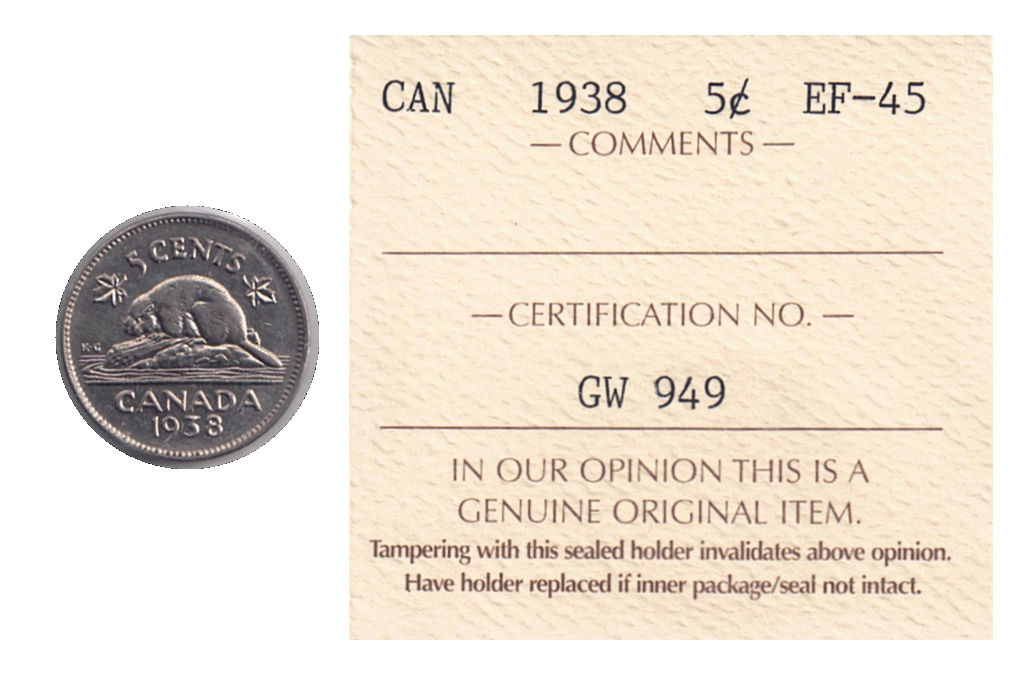 5 CENTS
K·G
CANADA
1938
CAN 1938 5¢ EF-45
— COMMENTS —
— CERTIFICATION NO. —
GW 949
IN OUR OPINION THIS IS A
GENUINE ORIGINAL ITEM.
Tampering with this sealed holder invalidates above opinion.
Have holder replaced if inner package/seal not intact.